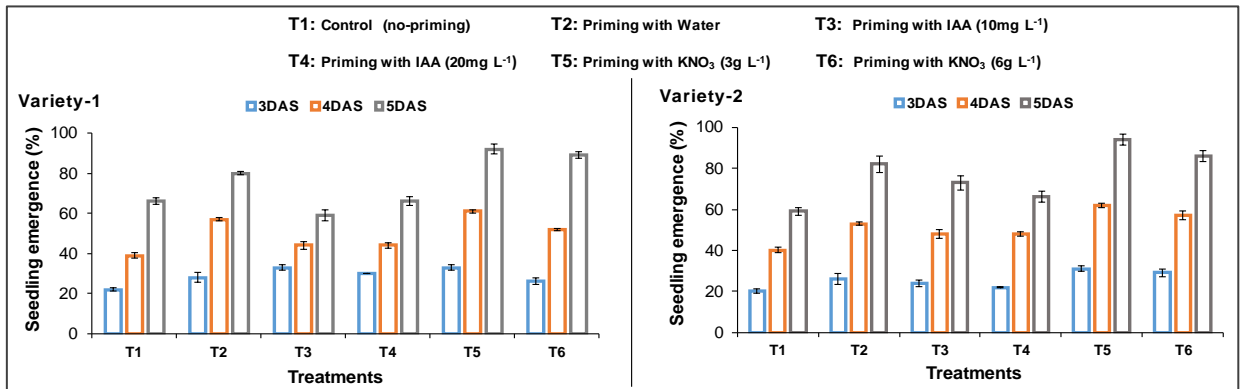 T1: Control (no-priming) T2: Priming with Water T3: Priming with IAA (10mg L⁻¹)
T4: Priming with IAA (20mg L⁻¹) T5: Priming with KNO₃ (3g L⁻¹) T6: Priming with KNO₃ (6g L⁻¹)
Variety-1
3DAS 4DAS 5DAS
Seedling emergence (%)
100
80
60
40
20
0
T1 T2 T3 T4 T5 T6
Treatments
Variety-2
3DAS 4DAS 5DAS
Seedling emergence (%)
100
80
60
40
20
0
T1 T2 T3 T4 T5 T6
Treatments